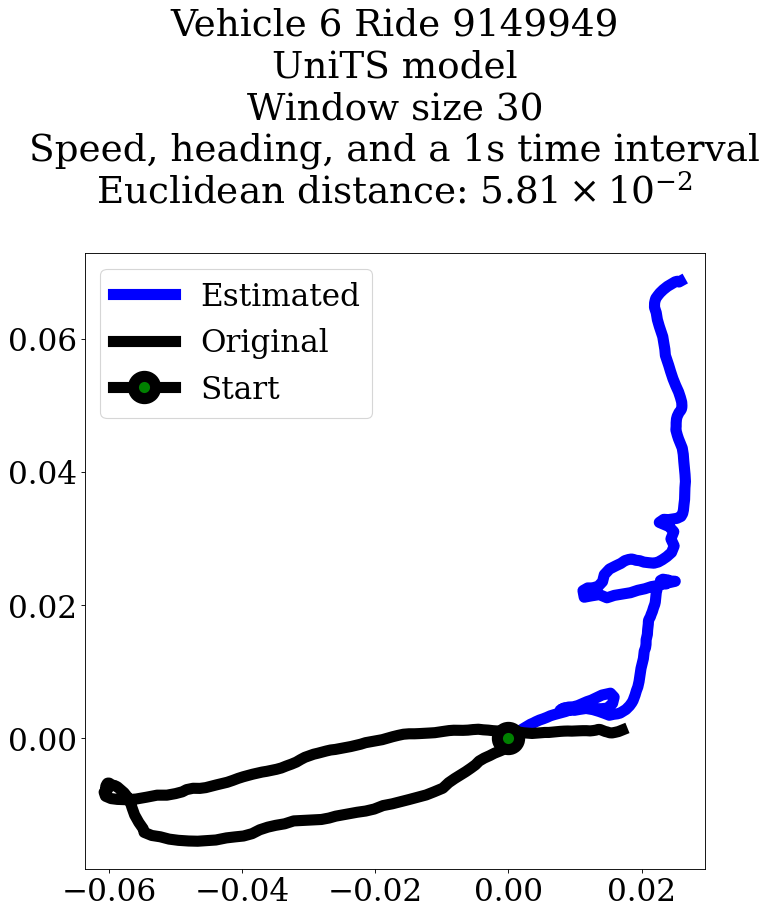 Vehicle 6 Ride 9149949
UniTS model
Window size 30
Speed, heading, and a 1s time interval
Euclidean distance: 5.81 × 10⁻²
Estimated
Original
Start
0.06
0.04
0.02
0.00
−0.06
−0.04
−0.02
0.00
0.02